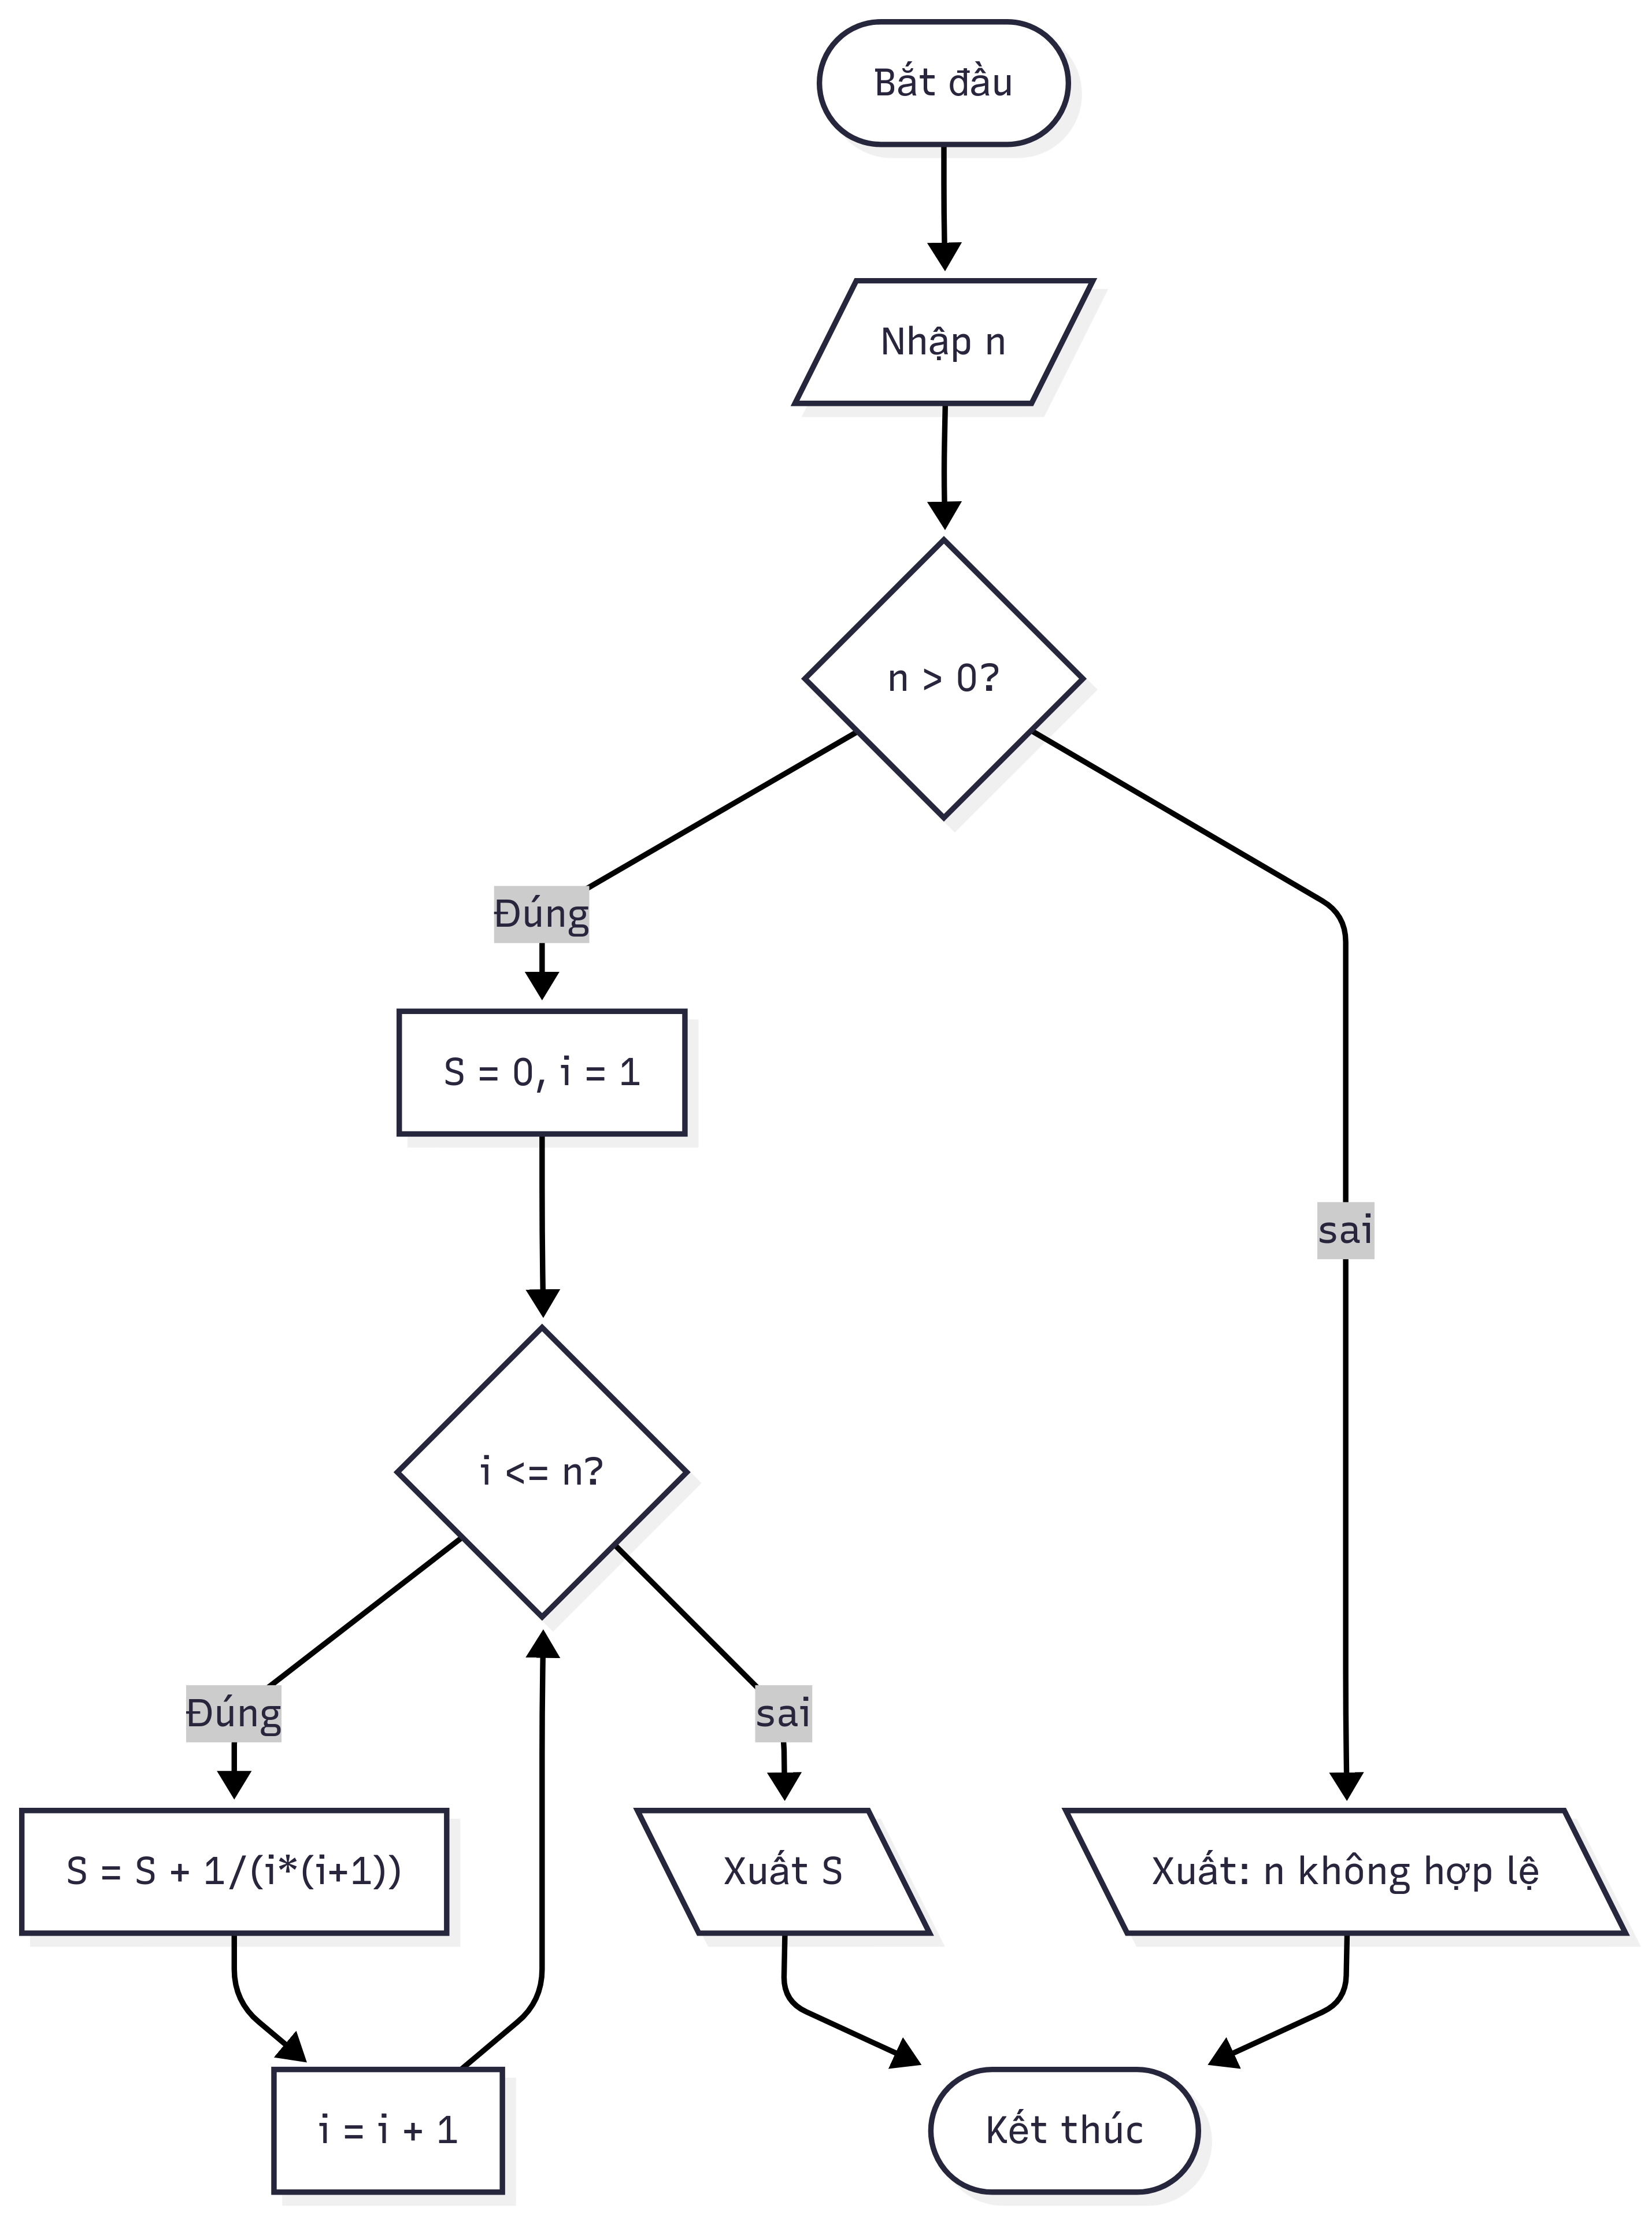 Bắt đầu
Nhập n
n > 0?
Đúng
S = 0, i = 1
sai
i <= n?
Đúng
sai
S = S + 1/(i*(i+1))
Xuất S
Xuất: n không hợp lệ
i = i + 1
Kết thúc